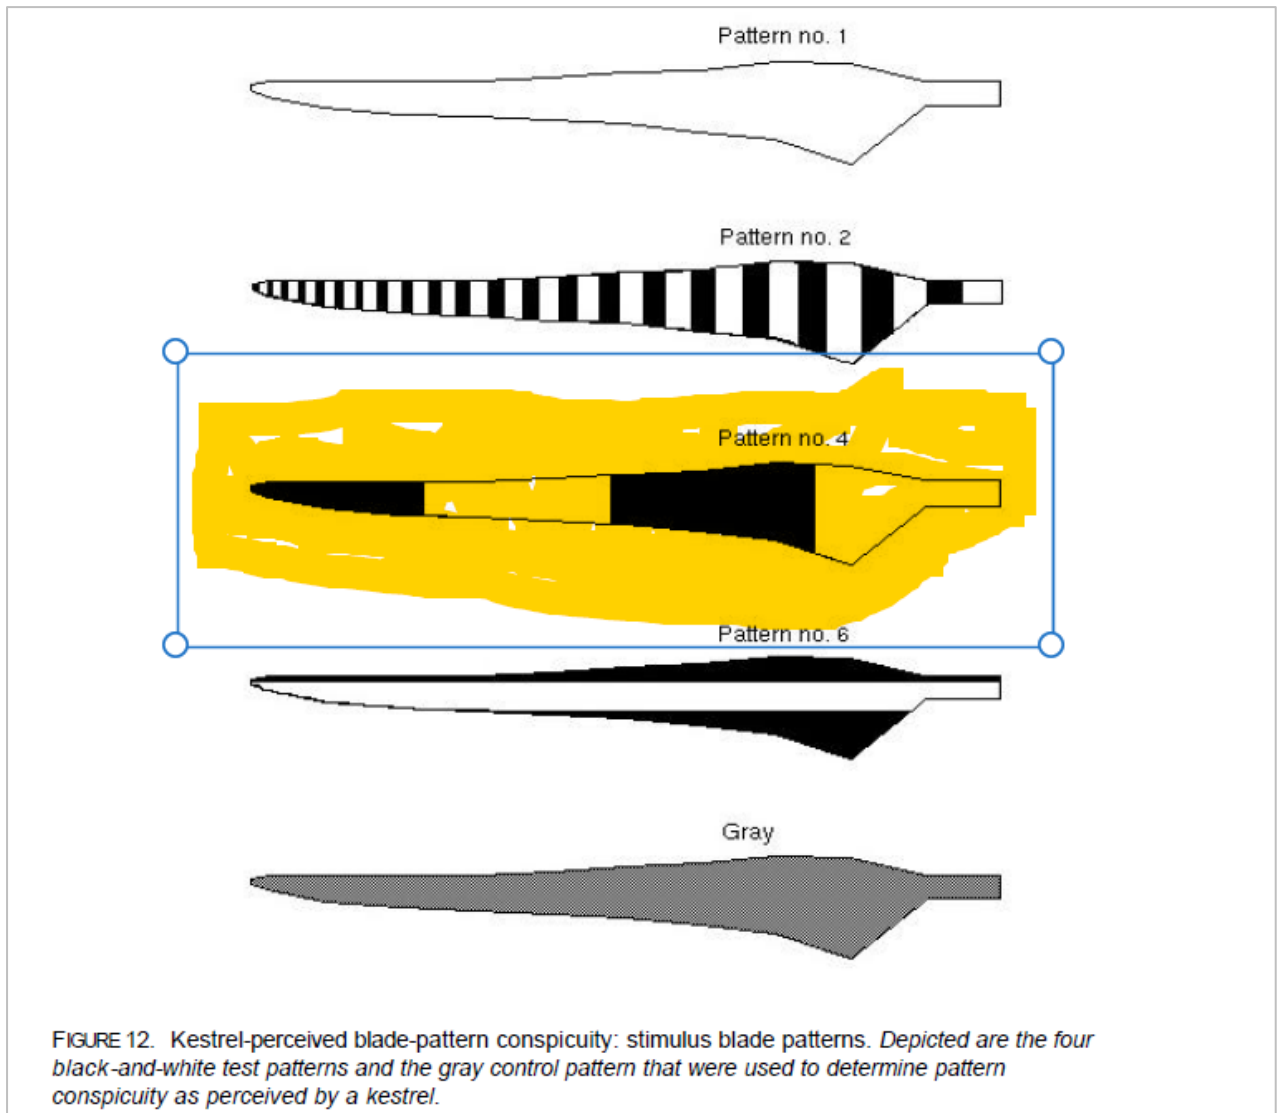 Pattern no. 1
Pattern no. 2
Pattern no. 4
Pattern no. 6
Gray
FIGURE 12. Kestrel-perceived blade-pattern conspicuity: stimulus blade patterns. Depicted are the four
black-and-white test patterns and the gray control pattern that were used to determine pattern
conspicuity as perceived by a kestrel.